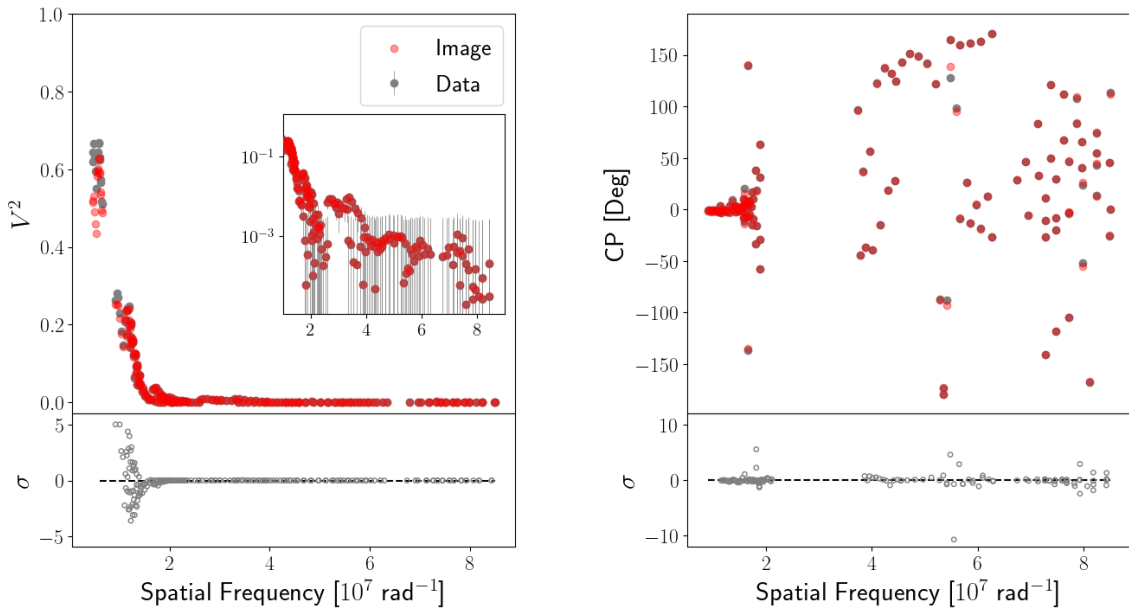 1.0
0.8
0.6
0.4
0.2
0.0
V²
Image
Data
10⁻¹
10⁻³
2 4 6 8
5
0
−5
σ
2 4 6 8
Spatial Frequency [10⁷ rad⁻¹]
150
100
50
0
−50
−100
−150
CP [Deg]
10
0
−10
σ
2 4 6 8
Spatial Frequency [10⁷ rad⁻¹]